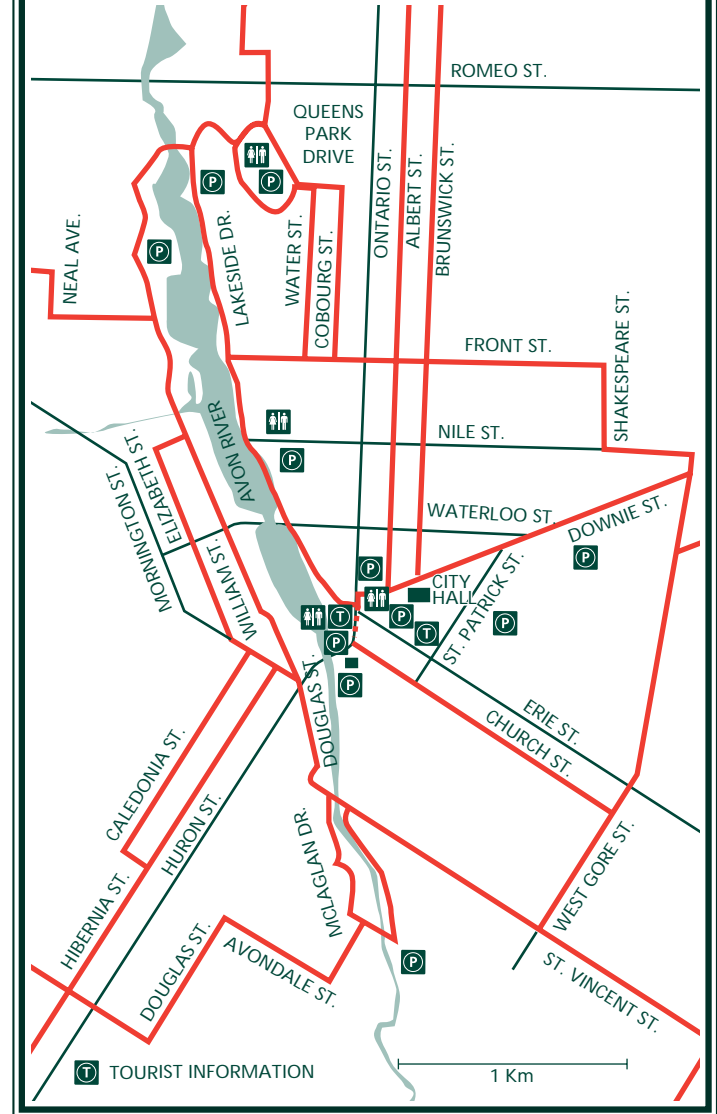 ROMEO ST.
QUEENS
PARK
DRIVE
P
P
P
NEAL AVE.
LAKESIDE DR.
WATER ST.
COBOURG ST.
ONTARIO ST.
ALBERT ST.
BRUNSWICK ST.
FRONT ST.
SHAKESPEARE ST.
AVON RIVER
P
NILE ST.
MORNINGTON ST.
ELIZABETH ST.
WILLIAM ST.
WATERLOO ST.
DOWNIE ST.
P
P
CITY
HALL
ST. PATRICK ST.
T
P
P
T
P
P
DOUGLAS ST.
ERIE ST.
CHURCH ST.
CALEDONIA ST.
HURON ST.
HIBERNIA ST.
MCLAGLAN DR.
WEST GORE ST.
DOUGLAS ST.
AVONDALE ST.
P
ST. VINCENT ST.
T TOURIST INFORMATION
1 Km